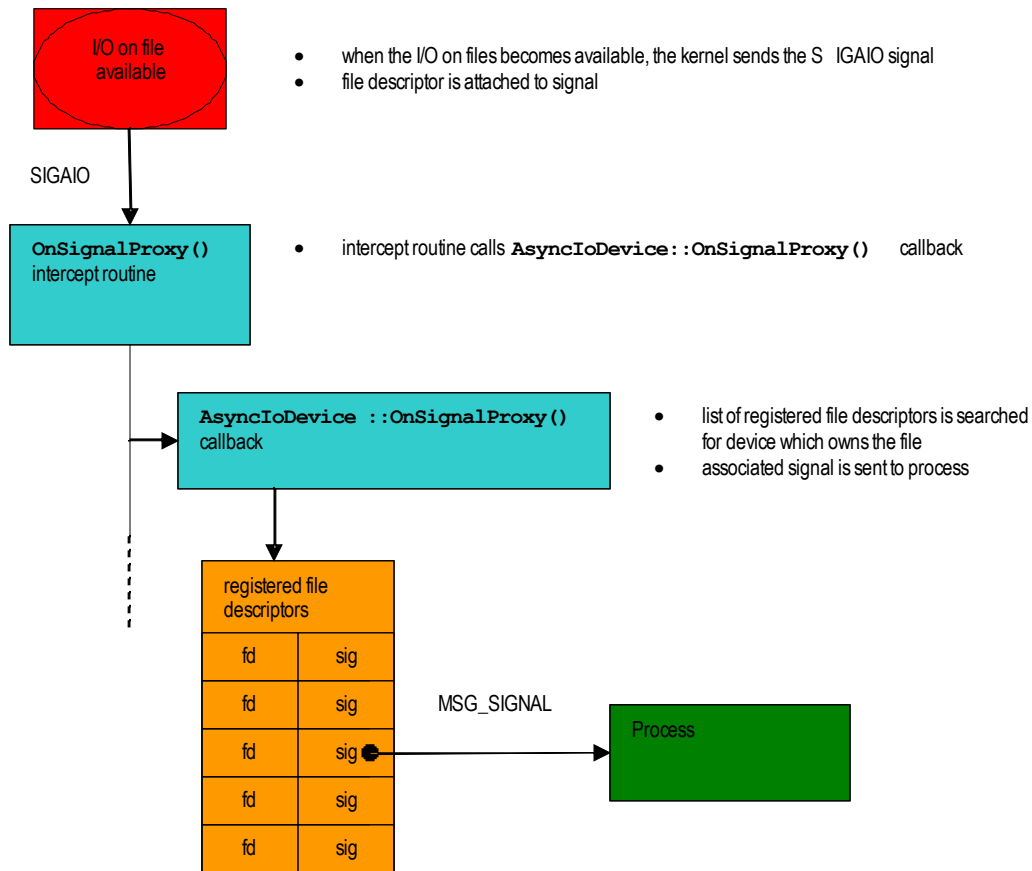 I/O on file
available
• when the I/O on files becomes available, the kernel sends the S IGAIO signal
• file descriptor is attached to signal
SIGAIO
OnSignalProxy()
intercept routine
• intercept routine calls AsyncIoDevice::OnSignalProxy() callback
AsyncIoDevice ::OnSignalProxy()
callback
• list of registered file descriptors is searched
for device which owns the file
• associated signal is sent to process
registered file
descriptors
fd sig
fd sig
MSG_SIGNAL
Process
fd sig
fd sig
fd sig